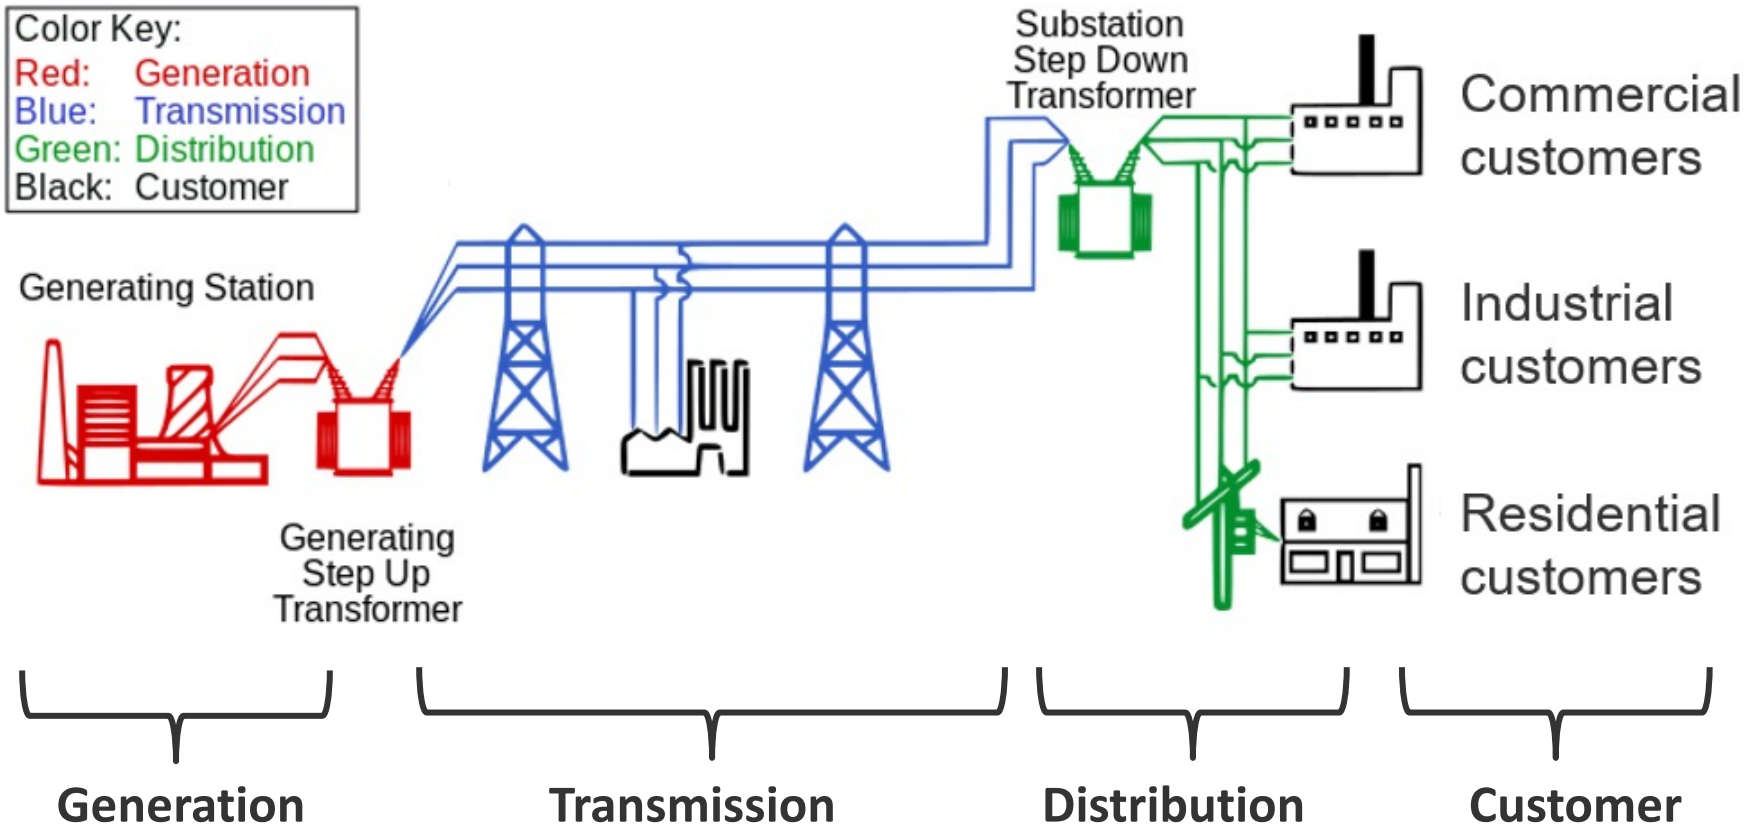 Color Key:
Red: Generation
Blue: Transmission
Green: Distribution
Black: Customer
Substation
Step Down
Transformer
Commercial
customers
Generating Station
Industrial
customers
Generating
Step Up
Transformer
Residential
customers
Generation
Transmission
Distribution
Customer